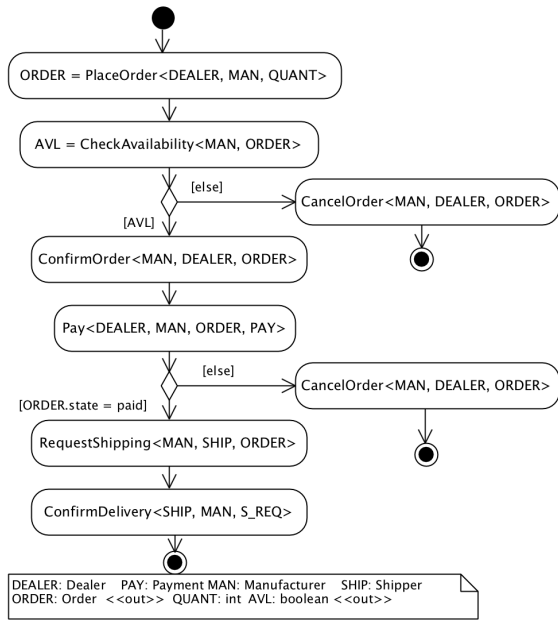 ORDER = PlaceOrder<DEALER, MAN, QUANT>
AVL = CheckAvailability<MAN, ORDER>
[else]
CancelOrder<MAN, DEALER, ORDER>
[AVL]
ConfirmOrder<MAN, DEALER, ORDER>
Pay<DEALER, MAN, ORDER, PAY>
[else]
CancelOrder<MAN, DEALER, ORDER>
[ORDER.state = paid]
RequestShipping<MAN, SHIP, ORDER>
ConfirmDelivery<SHIP, MAN, S_REQ>
DEALER: Dealer PAY: Payment MAN: Manufacturer SHIP: Shipper
ORDER: Order <<out>> QUANT: int AVL: boolean <<out>>